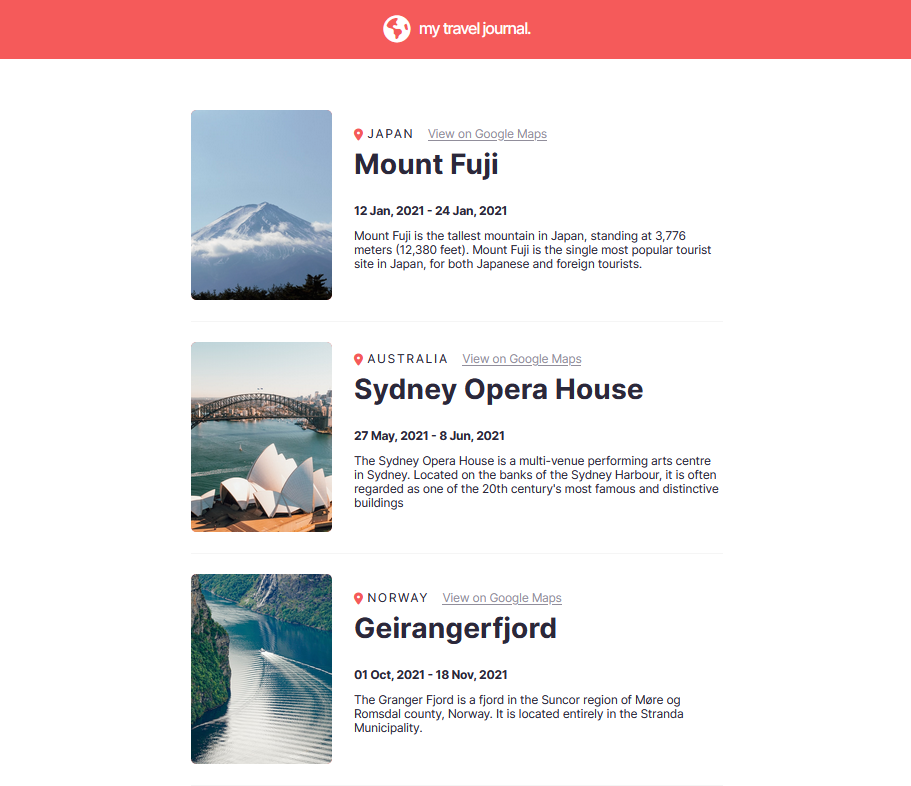 my travel journal.
JAPAN View on Google Maps
Mount Fuji
12 Jan, 2021 - 24 Jan, 2021
Mount Fuji is the tallest mountain in Japan, standing at 3,776
meters (12,380 feet). Mount Fuji is the single most popular tourist
site in Japan, for both Japanese and foreign tourists.
AUSTRALIA View on Google Maps
Sydney Opera House
27 May, 2021 - 8 Jun, 2021
The Sydney Opera House is a multi-venue performing arts centre
in Sydney. Located on the banks of the Sydney Harbour, it is often
regarded as one of the 20th century's most famous and distinctive
buildings
NORWAY View on Google Maps
Geirangerfjord
01 Oct, 2021 - 18 Nov, 2021
The Granger Fjord is a fjord in the Suncor region of Møre og
Romsdal county, Norway. It is located entirely in the Stranda
Municipality.